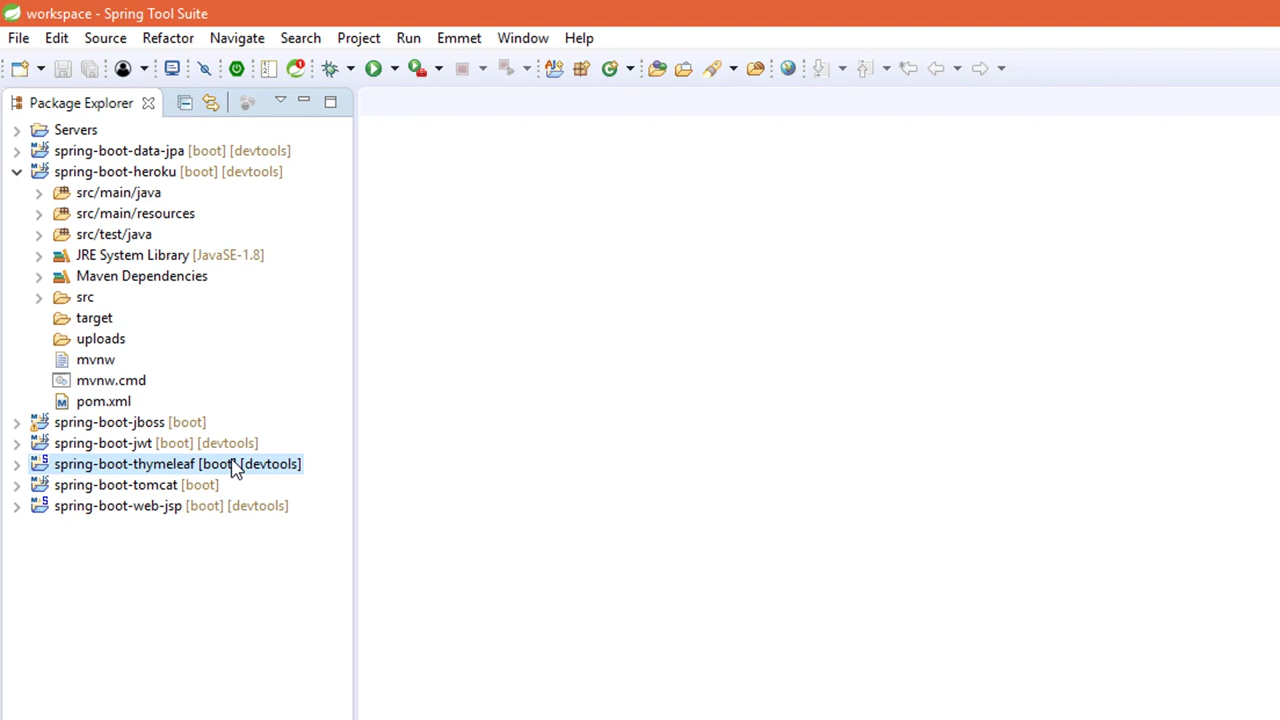 workspace - Spring Tool Suite
File Edit Source Refactor Navigate Search Project Run Emmet Window Help
Package Explorer
Servers
spring-boot-data-jpa [boot] [devtools]
spring-boot-heroku [boot] [devtools]
src/main/java
src/main/resources
src/test/java
JRE System Library [JavaSE-1.8]
Maven Dependencies
src
target
uploads
mvnw
mvnw.cmd
pom.xml
spring-boot-jboss [boot]
spring-boot-jwt [boot] [devtools]
spring-boot-thymeleaf [boot] [devtools]
spring-boot-tomcat [boot]
spring-boot-web-jsp [boot] [devtools]